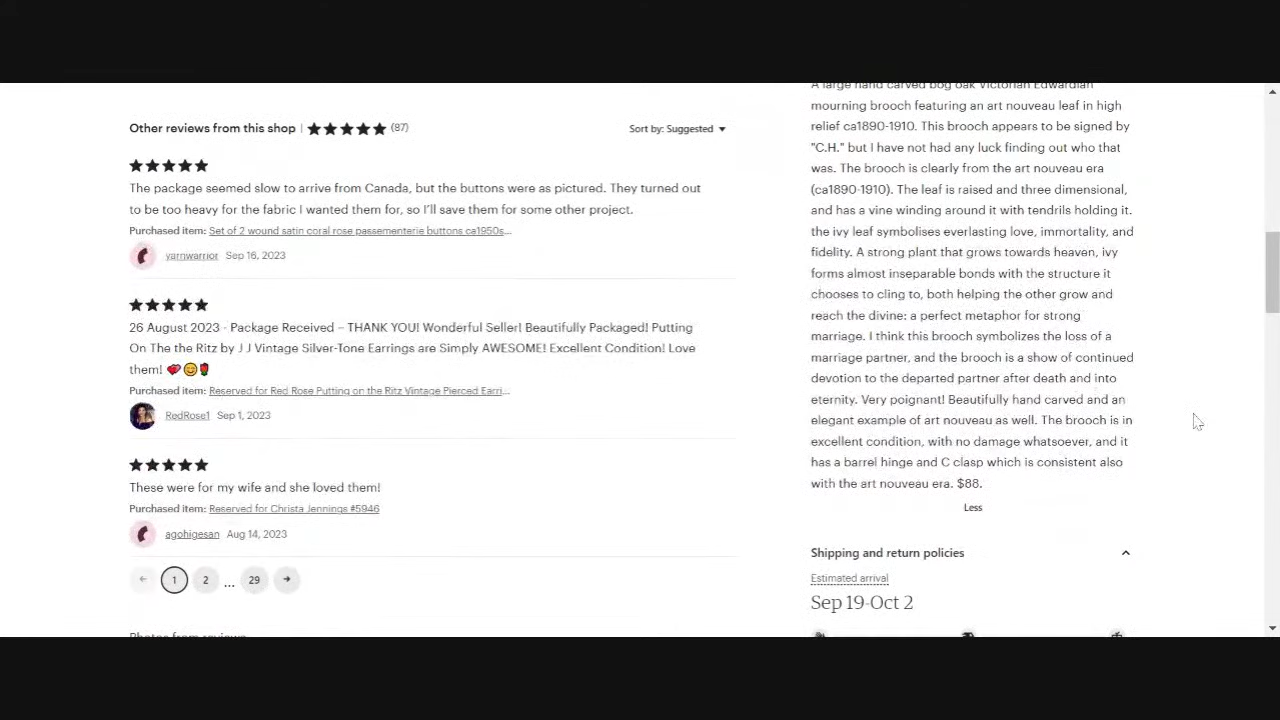 Other reviews from this shop
(87)
Sort by: Suggested
The package seemed slow to arrive from Canada, but the buttons were as pictured. They turned out
to be too heavy for the fabric I wanted them for, so I'll save them for some other project.
Purchased item: Set of 2 wound satin coral rose passementerie buttons ca1950s...
yarnwarrior Sep 16, 2023
26 August 2023 - Package Received – THANK YOU! Wonderful Seller! Beautifully Packaged! Putting
On The the Ritz by J J Vintage Silver-Tone Earrings are Simply AWESOME! Excellent Condition! Love
them! 💘😊🌹
Purchased item: Reserved for Red Rose Putting on the Ritz Vintage Pierced Earri...
RedRose1 Sep 1, 2023
These were for my wife and she loved them!
Purchased item: Reserved for Christa Jennings #5946
agohigesan Aug 14, 2023
← 1 2 ... 29 →
Photos from reviews
A large hand carved bog oak Victorian Edwardian
mourning brooch featuring an art nouveau leaf in high
relief ca1890-1910. This brooch appears to be signed by
"C.H." but I have not had any luck finding out who that
was. The brooch is clearly from the art nouveau era
(ca1890-1910). The leaf is raised and three dimensional,
and has a vine winding around it with tendrils holding it.
the ivy leaf symbolises everlasting love, immortality, and
fidelity. A strong plant that grows towards heaven, ivy
forms almost inseparable bonds with the structure it
chooses to cling to, both helping the other grow and
reach the divine: a perfect metaphor for strong
marriage. I think this brooch symbolizes the loss of a
marriage partner, and the brooch is a show of continued
devotion to the departed partner after death and into
eternity. Very poignant! Beautifully hand carved and an
elegant example of art nouveau as well. The brooch is in
excellent condition, with no damage whatsoever, and it
has a barrel hinge and C clasp which is consistent also
with the art nouveau era. $88.
Less
Shipping and return policies
Estimated arrival
Sep 19-Oct 2